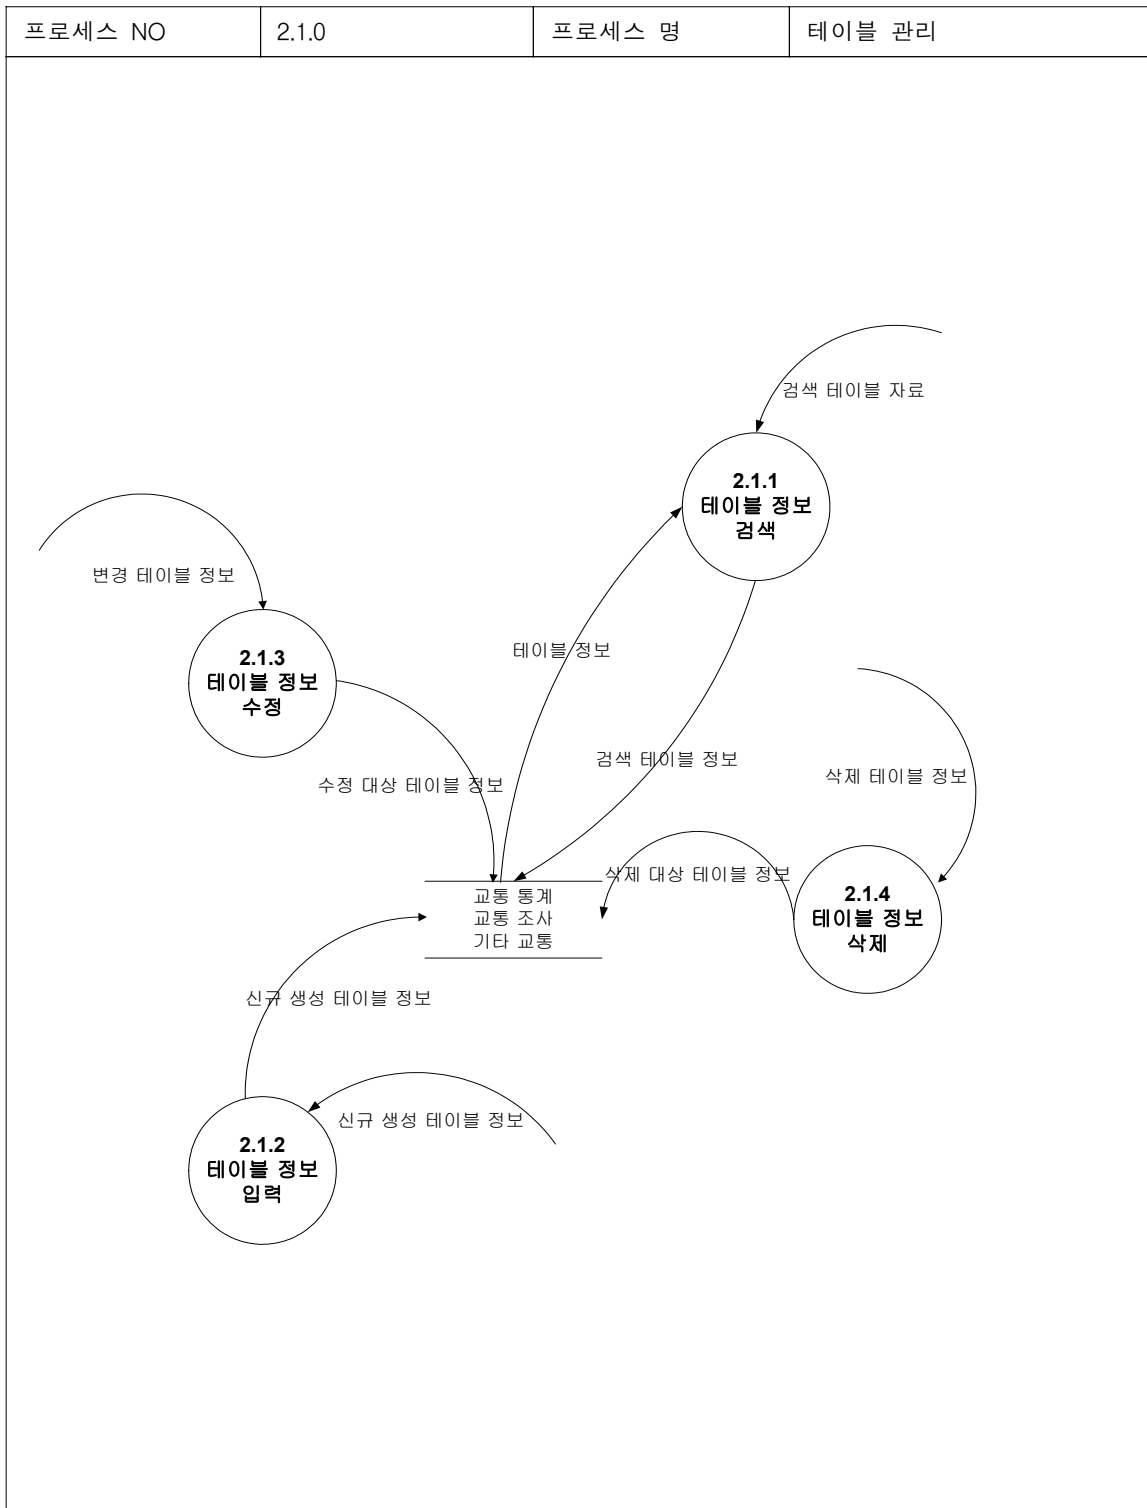 프로세스 NO 2.1.0 프로세스 명 테이블 관리
검색 테이블 자료
2.1.1
테이블 정보
검색
변경 테이블 정보
2.1.3
테이블 정보
수정
테이블 정보
검색 테이블 정보
수정 대상 테이블 정보
삭제 테이블 정보
삭제 대상 테이블 정보
2.1.4
테이블 정보
삭제
교통 통계
교통 조사
기타 교통
신규 생성 테이블 정보
신규 생성 테이블 정보
2.1.2
테이블 정보
입력